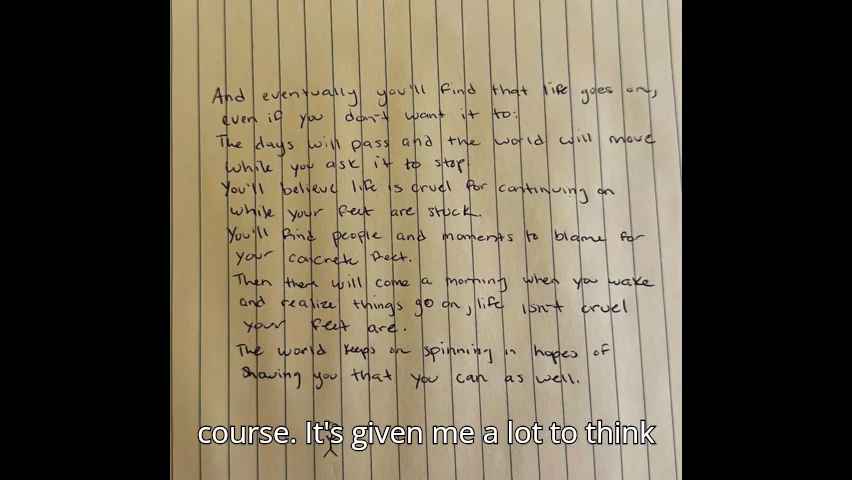 And eventually you'll find that life goes on,
even if you don't want it to.
The days will pass and the world will move
while you ask it to stop.
You'll believe life is cruel for continuing on
while your feet are stuck.
You'll find people and moments to blame for
your concrete feet.
Then there will come a morning when you wake
and realize things go on, life isn't cruel
your feet are.
The world keeps on spinning in hopes of
showing you that you can as well.
course. It's given me a lot to think